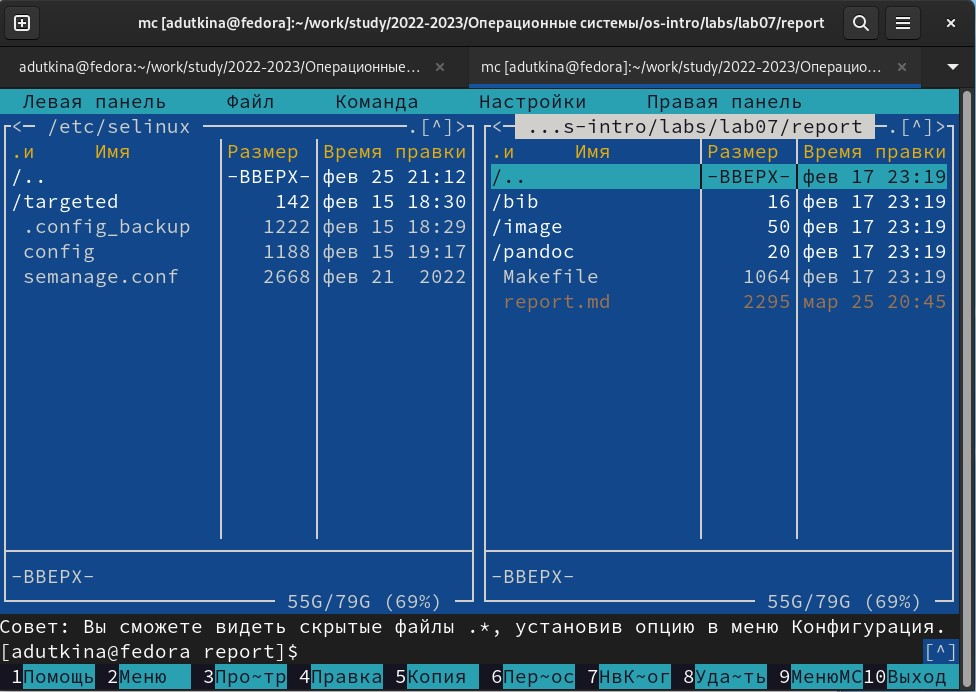 mc [adutkina@fedora]:~/work/study/2022-2023/Операционные системы/os-intro/labs/lab07/report
adutkina@fedora:~/work/study/2022-2023/Операционные... × mc [adutkina@fedora]:~/work/study/2022-2023/Операцио... ×
Левая панель Файл Команда Настройки Правая панель
<─ /etc/selinux .[^]> <─ ...s-intro/labs/lab07/report .[^]>
.и Имя Размер Время правки .и Имя Размер Время правки
/.. -ВВЕРХ- фев 25 21:12 /.. -ВВЕРХ- фев 17 23:19
/targeted 142 фев 15 18:30 /bib 16 фев 17 23:19
.config_backup 1222 фев 15 18:29 /image 50 фев 17 23:19
config 1188 фев 15 19:17 /pandoc 20 фев 17 23:19
semanage.conf 2668 фев 21 2022 Makefile 1064 фев 17 23:19
report.md 2295 мар 25 20:45
-ВВЕРХ- -ВВЕРХ-
55G/79G (69%) 55G/79G (69%)
Совет: Вы сможете видеть скрытые файлы .*, установив опцию в меню Конфигурация.
[adutkina@fedora report]$ [^]
1Помощь 2Меню 3Про~тр 4Правка 5Копия 6Пер~ос 7НвК~ог 8Уда~ть 9МенюМС 10Выход